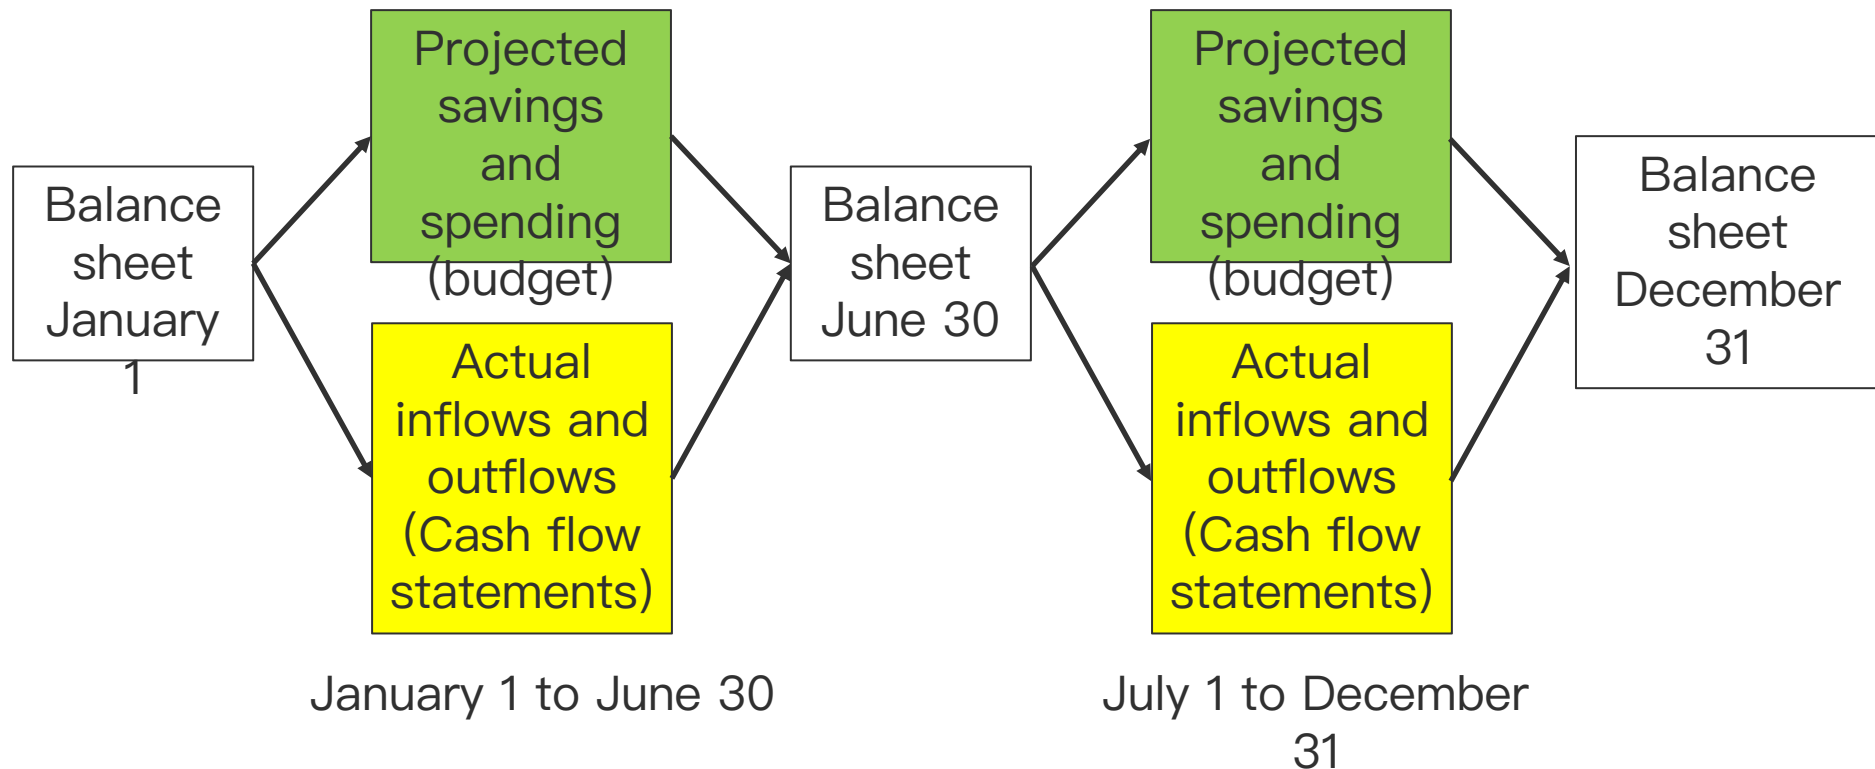 Balance
sheet
January
1
Projected
savings
and
spending
(budget)
Actual
inflows and
outflows
(Cash flow
statements)
January 1 to June 30
Balance
sheet
June 30
Projected
savings
and
spending
(budget)
Actual
inflows and
outflows
(Cash flow
statements)
July 1 to December
31
Balance
sheet
December
31